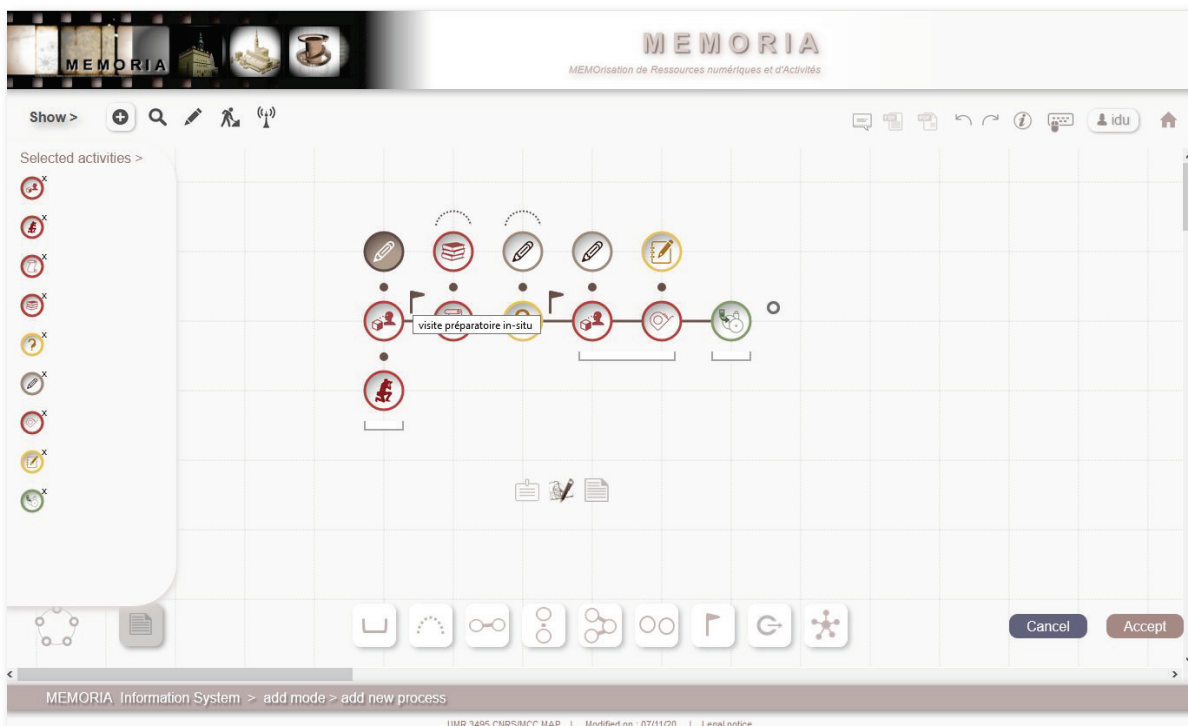 MEMORIA
MEMORIA
MEMOrisation de Ressources numériques et d'Activités
Show >
idu
Selected activities >
x
x
x
x
x
x
x
x
x
visite préparatoire in-situ
Cancel
Accept
MEMORIA Information System > add mode > add new process
UMR 3495 CNRS/MCC MAP | Modified on : 07/11/20 | Legal notice